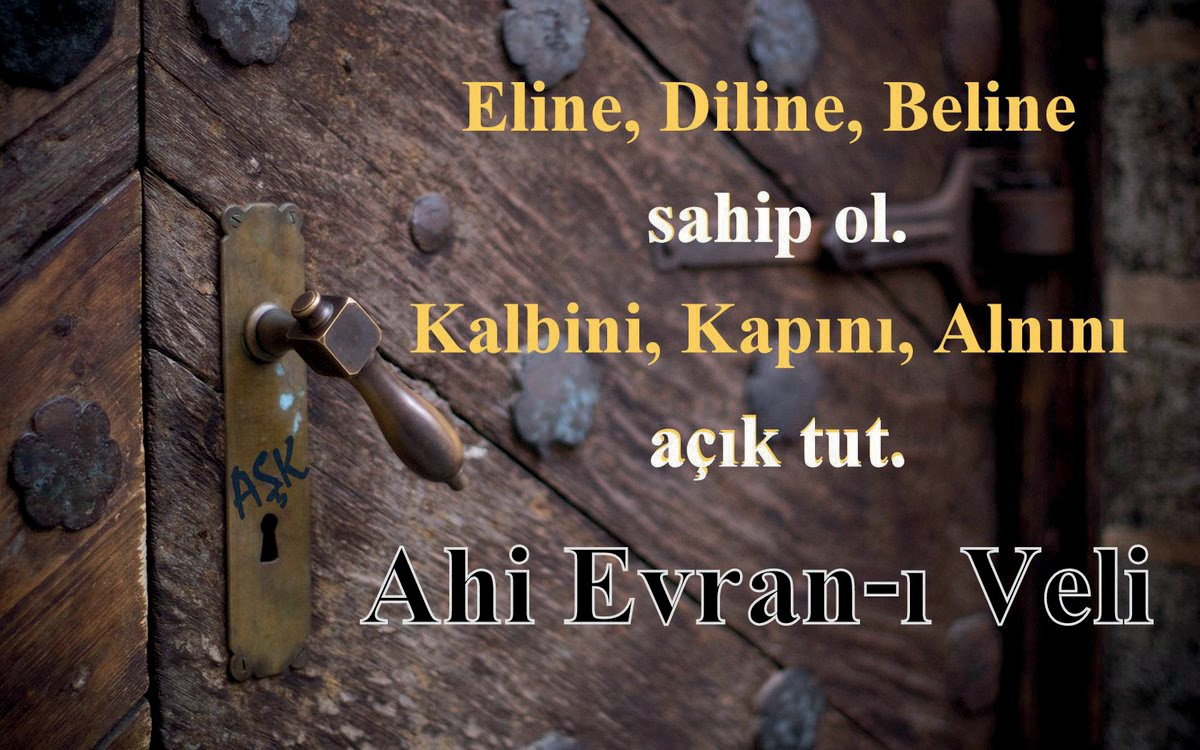 Eline, Diline, Beline
sahip ol.
Kalbini, Kapını, Alnını
açık tut.
AŞK
Ahi Evran-ı Veli